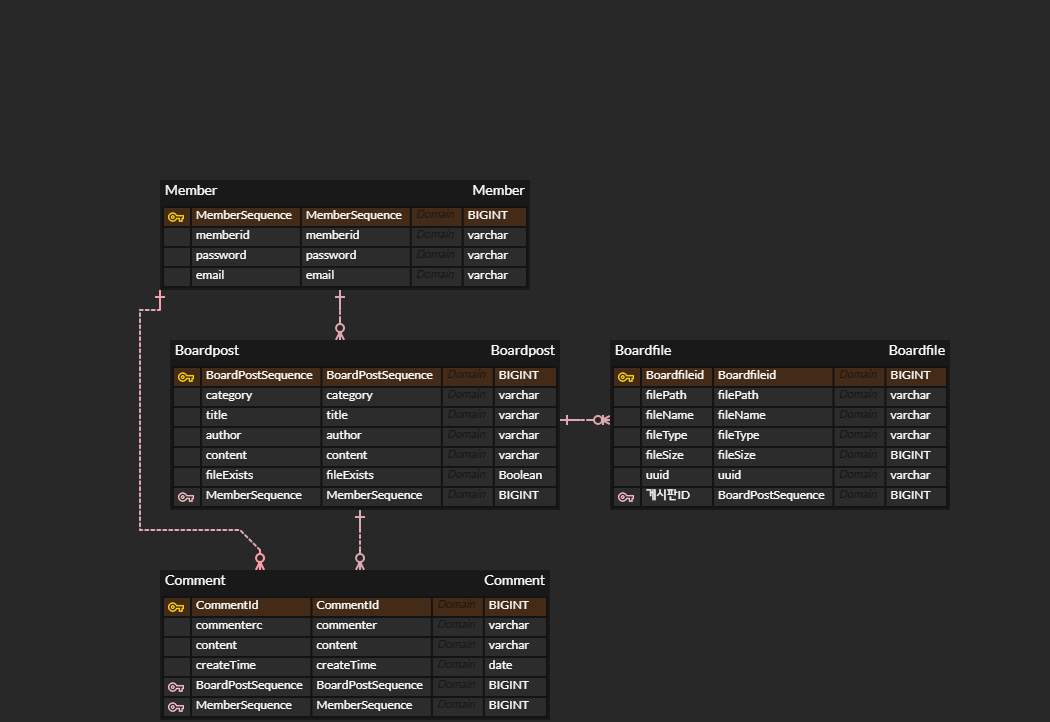 Member Member
MemberSequence MemberSequence Domain BIGINT
memberid memberid Domain varchar
password password Domain varchar
email email Domain varchar
Boardpost Boardpost
BoardPostSequence BoardPostSequence Domain BIGINT
category category Domain varchar
title title Domain varchar
author author Domain varchar
content content Domain varchar
fileExists fileExists Domain Boolean
MemberSequence MemberSequence Domain BIGINT
Boardfile Boardfile
Boardfileid Boardfileid Domain BIGINT
filePath filePath Domain varchar
fileName fileName Domain varchar
fileType fileType Domain varchar
fileSize fileSize Domain BIGINT
uuid uuid Domain varchar
게시판ID BoardPostSequence Domain BIGINT
Comment Comment
CommentId CommentId Domain BIGINT
commenterc commenter Domain varchar
content content Domain varchar
createTime createTime Domain date
BoardPostSequence BoardPostSequence Domain BIGINT
MemberSequence MemberSequence Domain BIGINT